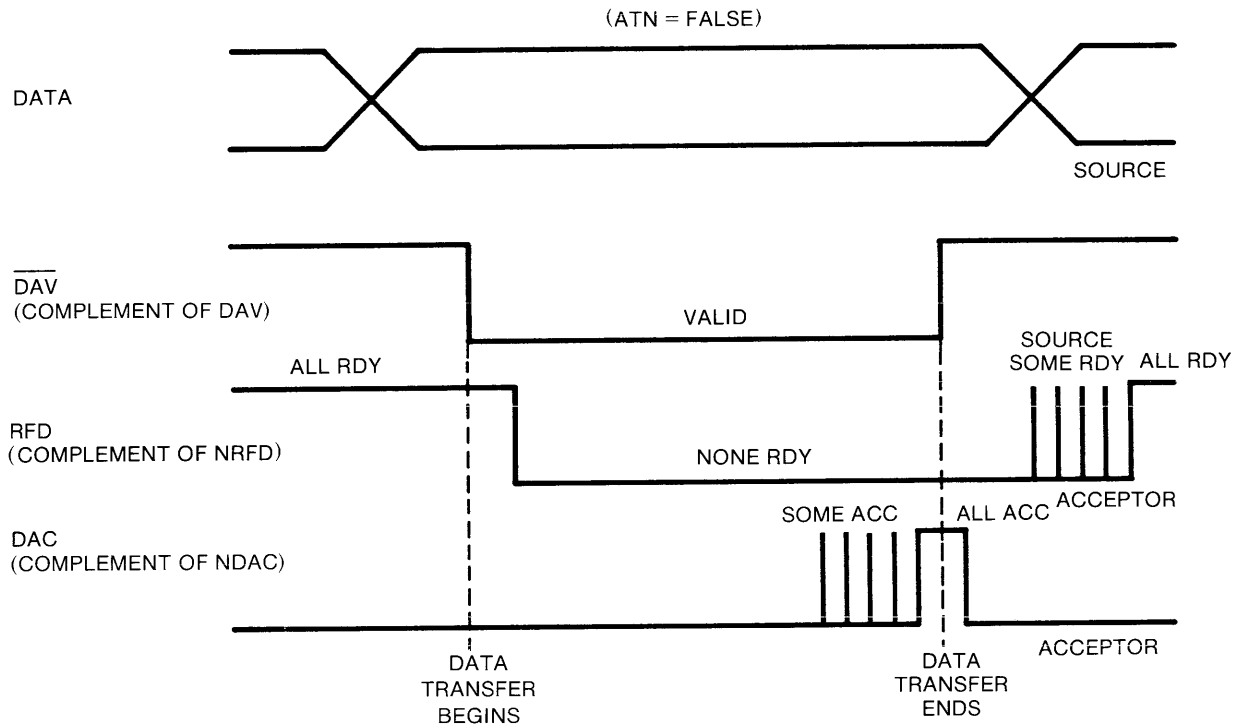 (ATN = FALSE)
DATA
SOURCE
DAV
(COMPLEMENT OF DAV)
VALID
SOURCE
SOME RDY
ALL RDY
ALL RDY
RFD
(COMPLEMENT OF NRFD)
NONE RDY
ACCEPTOR
SOME ACC
ALL ACC
DAC
(COMPLEMENT OF NDAC)
ACCEPTOR
DATA
TRANSFER
BEGINS
DATA
TRANSFER
ENDS